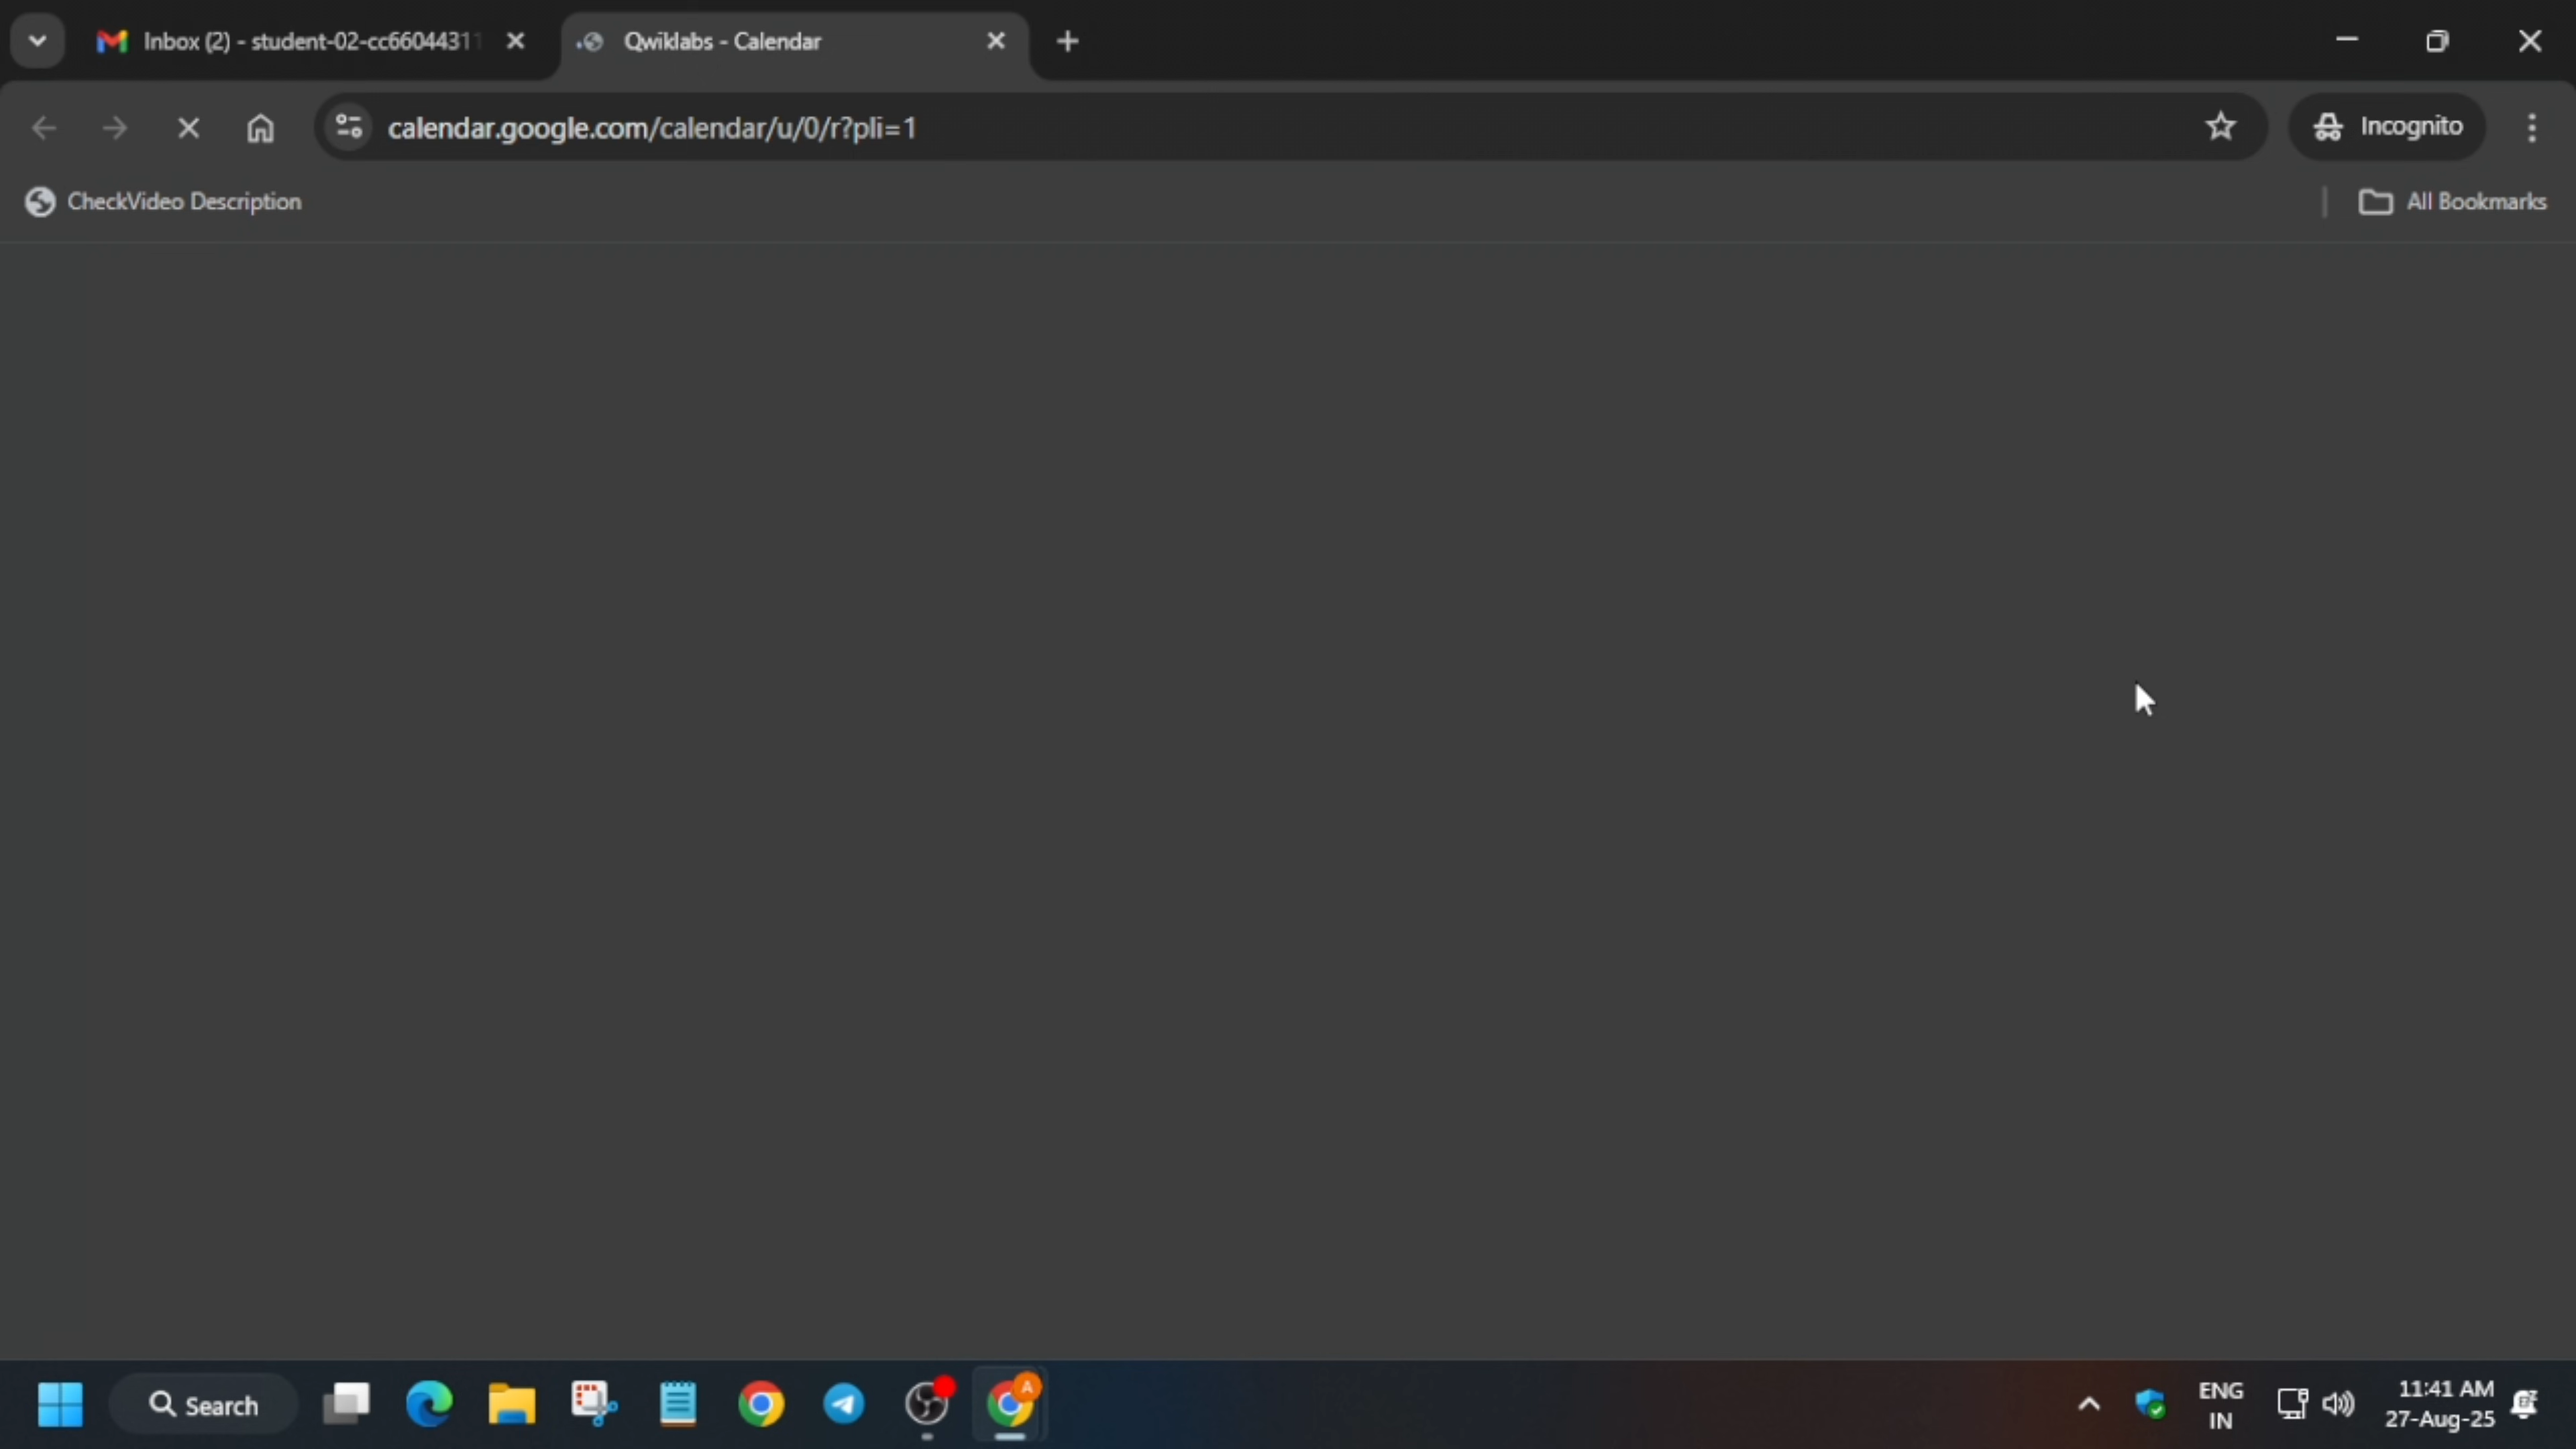 Inbox (2) - student-02-cc66044311
Qwiklabs - Calendar
calendar.google.com/calendar/u/0/r?pli=1
Incognito
CheckVideo Description
All Bookmarks
Search
A
ENG
IN
11:41 AM
27-Aug-25